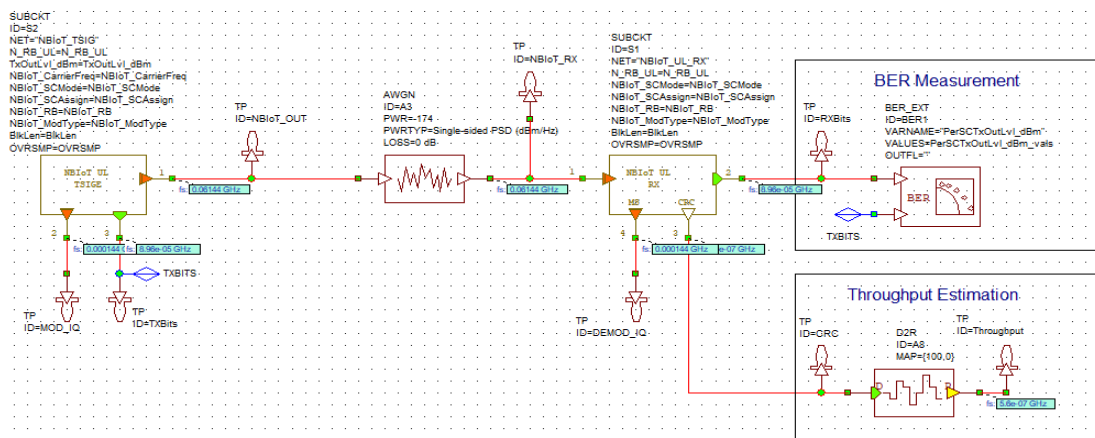 SUBCKT
ID=S2
NET="NBIoT_TSIG"
N_RB_UL=N_RB_UL
TxOutLvl_dBm=TxOutLvl_dBm
NBIoT_CarrierFreq=NBIoT_CarrierFreq
NBIoT_SCMode=NBIoT_SCMode
NBIoT_SCAssign=NBIoT_SCAssign
NBIoT_RB=NBIoT_RB
NBIoT_ModType=NBIoT_ModType
BlkLen=BlkLen
OVRSMP=OVRSMP
NBIoT UL
TSIGE
1
2
3
fs: 0.06144 GHz
fs: 0.000144
fs: 8.96e-05 GHz
TXBITS
TP
ID=MOD_IQ
TP
ID=TXBits
TP
ID=NBIoT_OUT
AWGN
ID=A3
PWR=-174
PWRTYP=Single-sided PSD (dBm/Hz)
LOSS=0 dB
TP
ID=NBIoT_RX
fs: 0.06144 GHz
SUBCKT
ID=S1
NET="NBIoT_UL_RX"
N_RB_UL=N_RB_UL
NBIoT_SCMode=NBIoT_SCMode
NBIoT_SCAssign=NBIoT_SCAssign
NBIoT_RB=NBIoT_RB
NBIoT_ModType=NBIoT_ModType
BlkLen=BlkLen
OVRSMP=OVRSMP
1
NBIoT UL
RX
MS
CRC
2
4
3
fs: 0.000144 GHz
e-07 GHz
TP
ID=DEMOD_IQ
BER Measurement
TP
ID=RXBits
fs: 8.96e-05 GHz
BER_EXT
ID=BER1
VARNAME="PerSCTxOutLvl_dBm"
VALUES=PerSCTxOutLvl_dBm_vals
OUTFL=""
BER
TXBITS
Throughput Estimation
TP
ID=CRC
D2R
ID=A8
MAP={100,0}
D
R
TP
ID=Throughput
fs: 5.6e-07 GHz